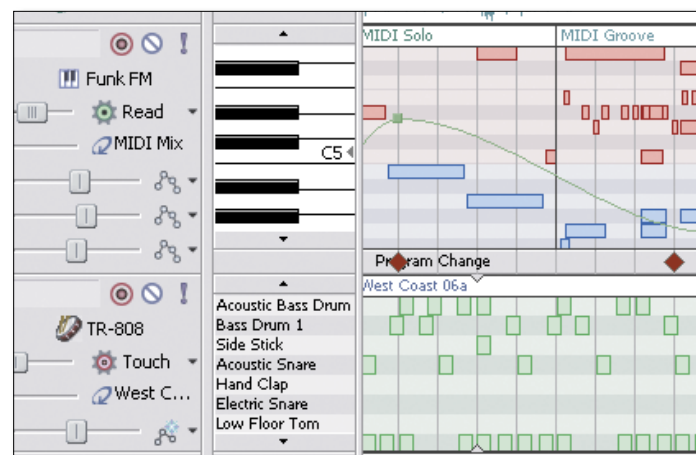 MIDI Solo
MIDI Groove
Funk FM
Read
MIDI Mix
C5
Program Change
West Coast 06a
Acoustic Bass Drum
Bass Drum 1
TR-808
Side Stick
Touch
Acoustic Snare
Hand Clap
West C...
Electric Snare
Low Floor Tom